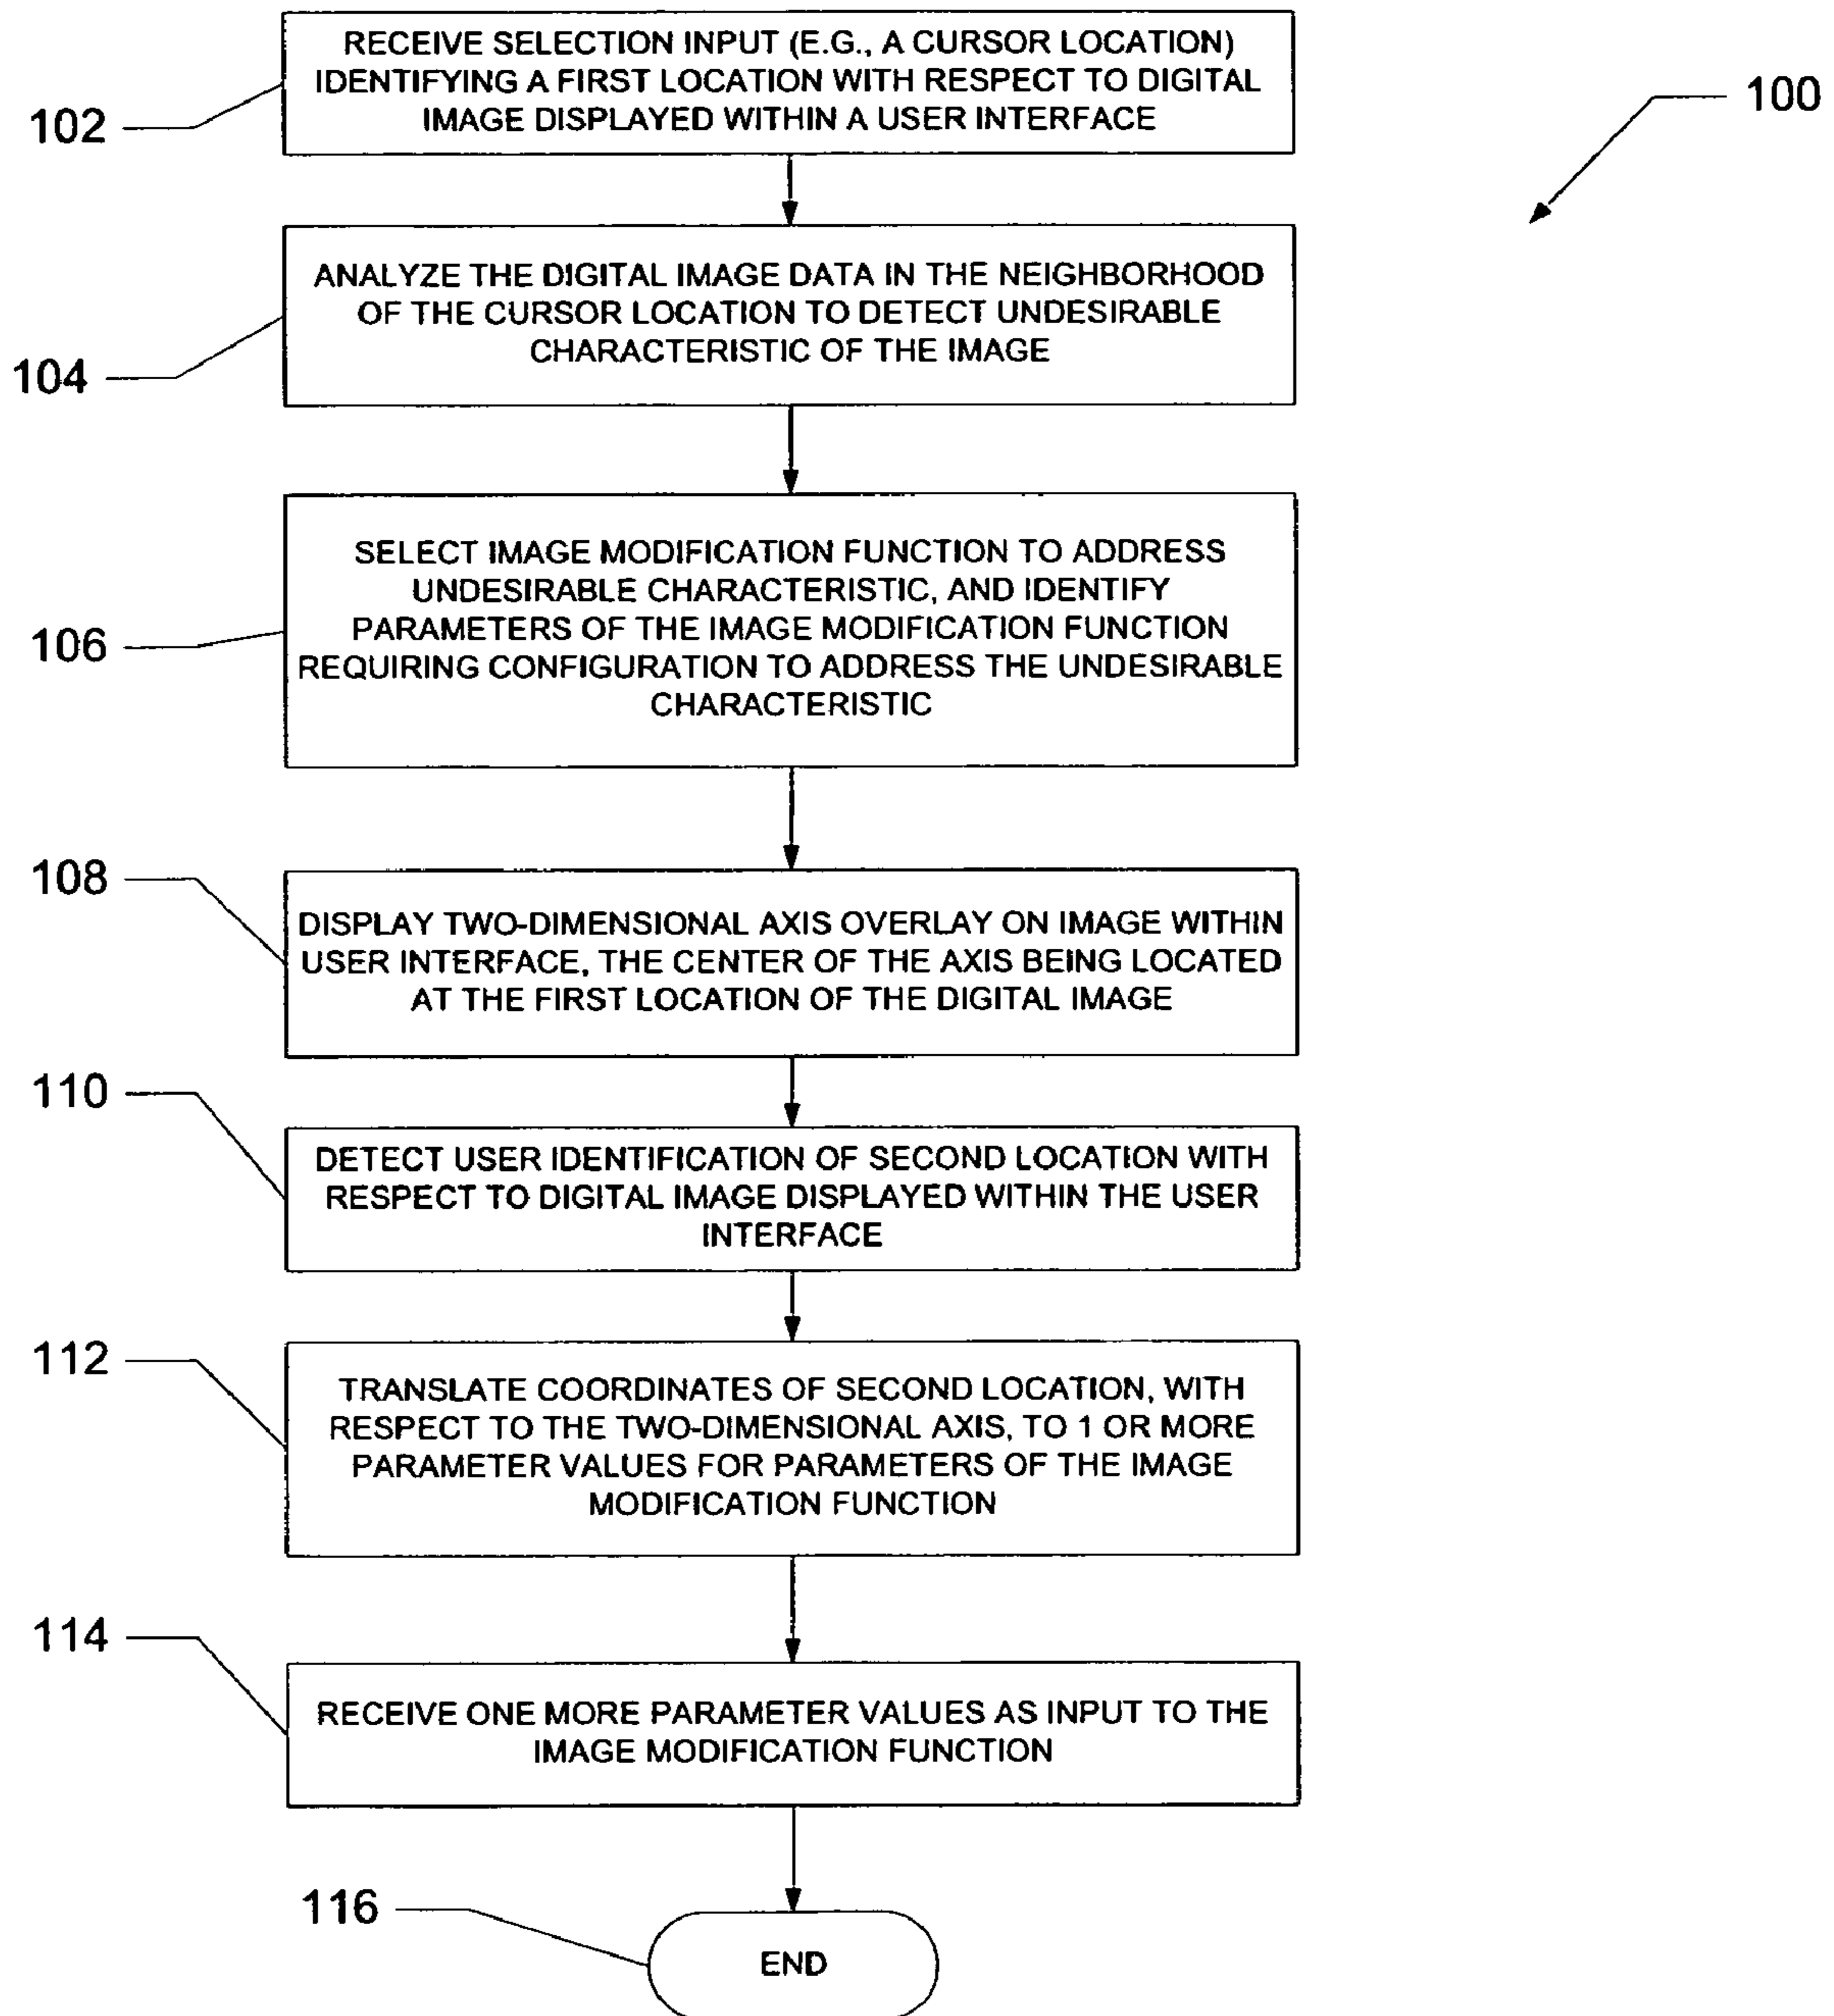 100
102
RECEIVE SELECTION INPUT (E.G., A CURSOR LOCATION)
IDENTIFYING A FIRST LOCATION WITH RESPECT TO DIGITAL
IMAGE DISPLAYED WITHIN A USER INTERFACE
104
ANALYZE THE DIGITAL IMAGE DATA IN THE NEIGHBORHOOD
OF THE CURSOR LOCATION TO DETECT UNDESIRABLE
CHARACTERISTIC OF THE IMAGE
106
SELECT IMAGE MODIFICATION FUNCTION TO ADDRESS
UNDESIRABLE CHARACTERISTIC, AND IDENTIFY
PARAMETERS OF THE IMAGE MODIFICATION FUNCTION
REQUIRING CONFIGURATION TO ADDRESS THE UNDESIRABLE
CHARACTERISTIC
108
DISPLAY TWO-DIMENSIONAL AXIS OVERLAY ON IMAGE WITHIN
USER INTERFACE, THE CENTER OF THE AXIS BEING LOCATED
AT THE FIRST LOCATION OF THE DIGITAL IMAGE
110
DETECT USER IDENTIFICATION OF SECOND LOCATION WITH
RESPECT TO DIGITAL IMAGE DISPLAYED WITHIN THE USER
INTERFACE
112
TRANSLATE COORDINATES OF SECOND LOCATION, WITH
RESPECT TO THE TWO-DIMENSIONAL AXIS, TO 1 OR MORE
PARAMETER VALUES FOR PARAMETERS OF THE IMAGE
MODIFICATION FUNCTION
114
RECEIVE ONE MORE PARAMETER VALUES AS INPUT TO THE
IMAGE MODIFICATION FUNCTION
116
END